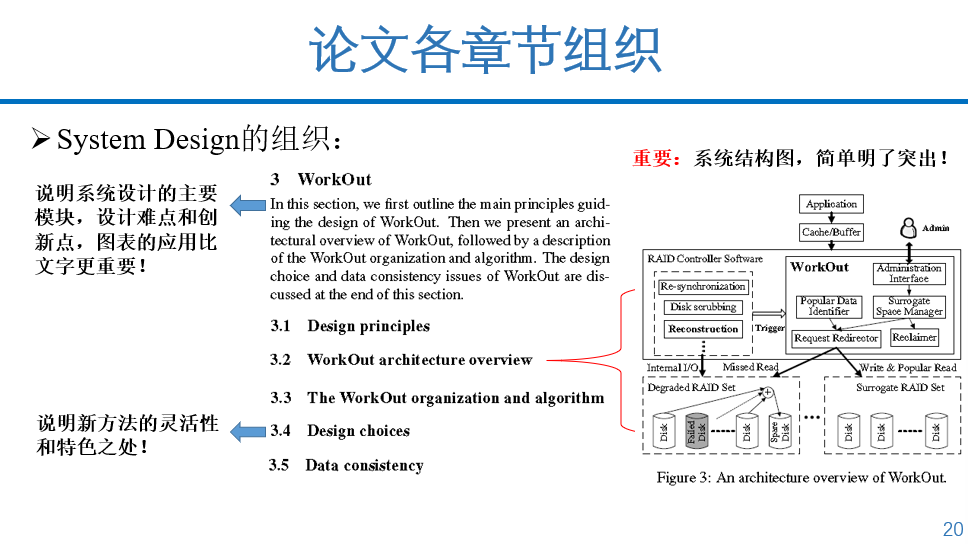 论文各章节组织
➢ System Design的组织：
重要：系统结构图，简单明了突出！
说明系统设计的主要
模块，设计难点和创
新点，图表的应用比
文字更重要！
3 WorkOut
In this section, we first outline the main principles guid-
ing the design of WorkOut. Then we present an archi-
tectural overview of WorkOut, followed by a description
of the WorkOut organization and algorithm. The design
choice and data consistency issues of WorkOut are dis-
cussed at the end of this section.
3.1 Design principles
3.2 WorkOut architecture overview
3.3 The WorkOut organization and algorithm
说明新方法的灵活性
和特色之处！
3.4 Design choices
3.5 Data consistency
Application
Cache/Buffer
Admin
RAID Controller Software
WorkOut
Administration
Interface
Re-synchronization
Disk scrubbing
Reconstruction
Trigger
Popular Data
Identifier
Surrogate
Space Manager
Request Redirector
Reclaimer
Internal I/O
Missed Read
Write & Popular Read
Degraded RAID Set
Surrogate RAID Set
Disk
Failed
Disk
Disk
Spare
Disk
Disk
Disk
Disk
Figure 3: An architecture overview of WorkOut.
20